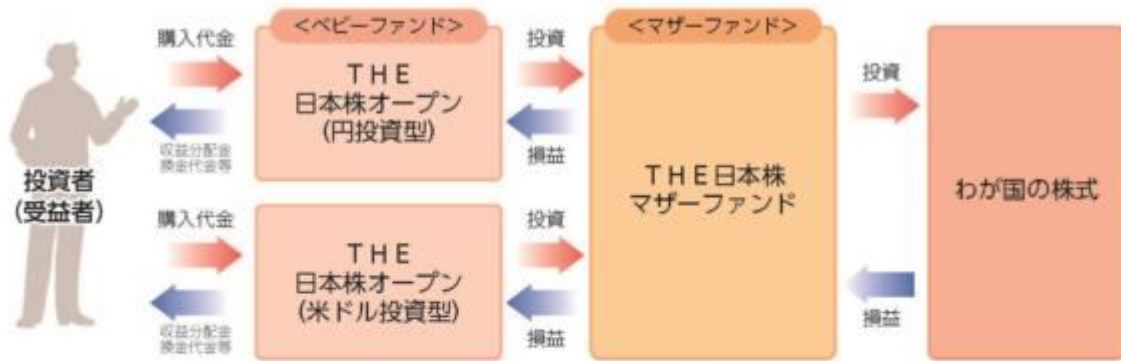 ＜ベビーファンド＞
＜マザーファンド＞
購入代金
投資
ＴＨＥ
日本株オープン
(円投資型)
投資
収益分配金
換金代金等
損益
投資者
(受益者)
ＴＨＥ日本株
マザーファンド
わが国の株式
購入代金
投資
ＴＨＥ
日本株オープン
(米ドル投資型)
収益分配金
換金代金等
損益
損益